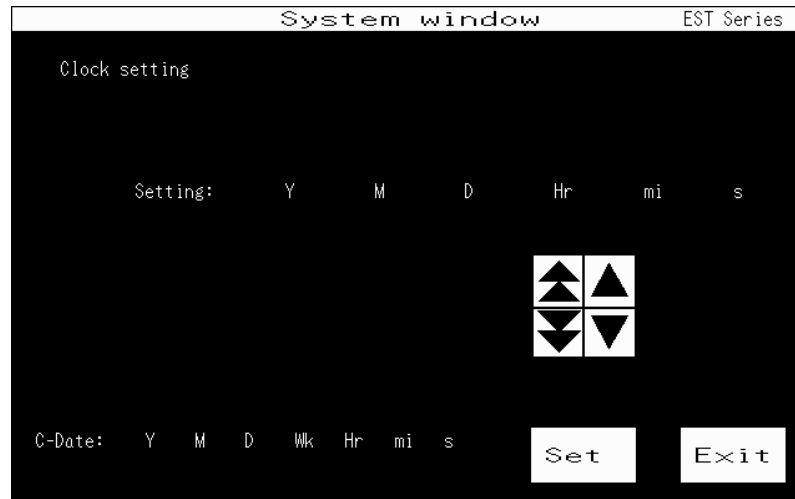 System window EST Series
Clock setting
Setting: Y M D Hr mi s
C-Date: Y M D Wk Hr mi s
Set Exit